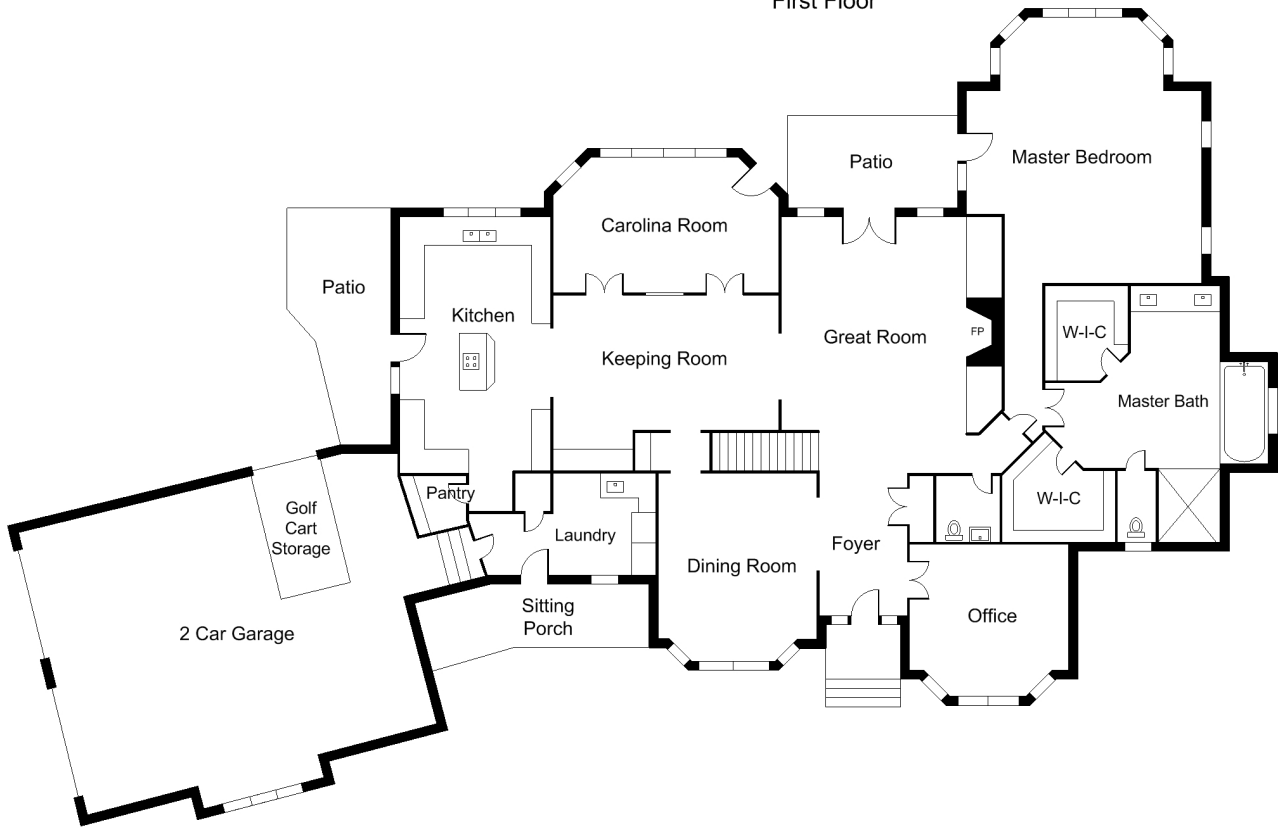 First Floor
Master Bedroom
Patio
Carolina Room
Patio
Kitchen
Great Room
FP
W-I-C
Keeping Room
Master Bath
Pantry
W-I-C
Golf
Cart
Storage
Laundry
Foyer
Dining Room
Sitting
Porch
Office
2 Car Garage